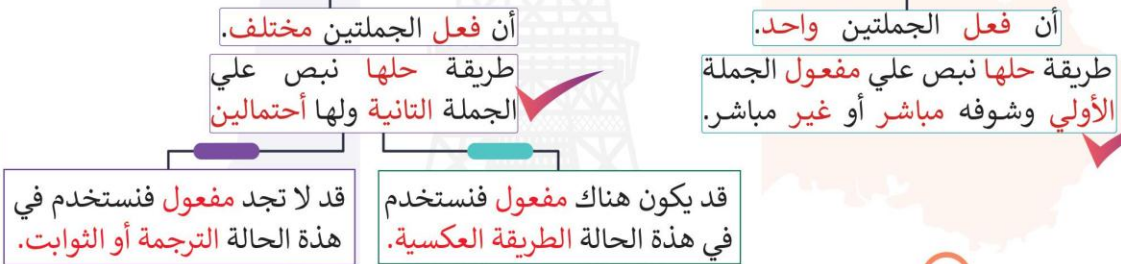 أن فعل الجملتين واحد.
طريقة حلها نبص علي مفعول الجملة
الأولي وشوفه مباشر أو غير مباشر.
أن فعل الجملتين مختلف.
طريقة حلها نبص علي
الجملة التانية ولها أحتمالين
قد يكون هناك مفعول فنستخدم
في هذة الحالة الطريقة العكسية.
قد لا تجد مفعول فنستخدم في
هذة الحالة الترجمة أو الثوابت.